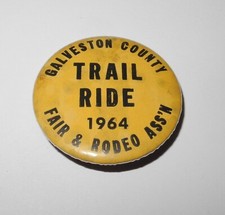 GALVESTON COUNTY
TRAIL
RIDE
1964
FAIR & RODEO ASS'N